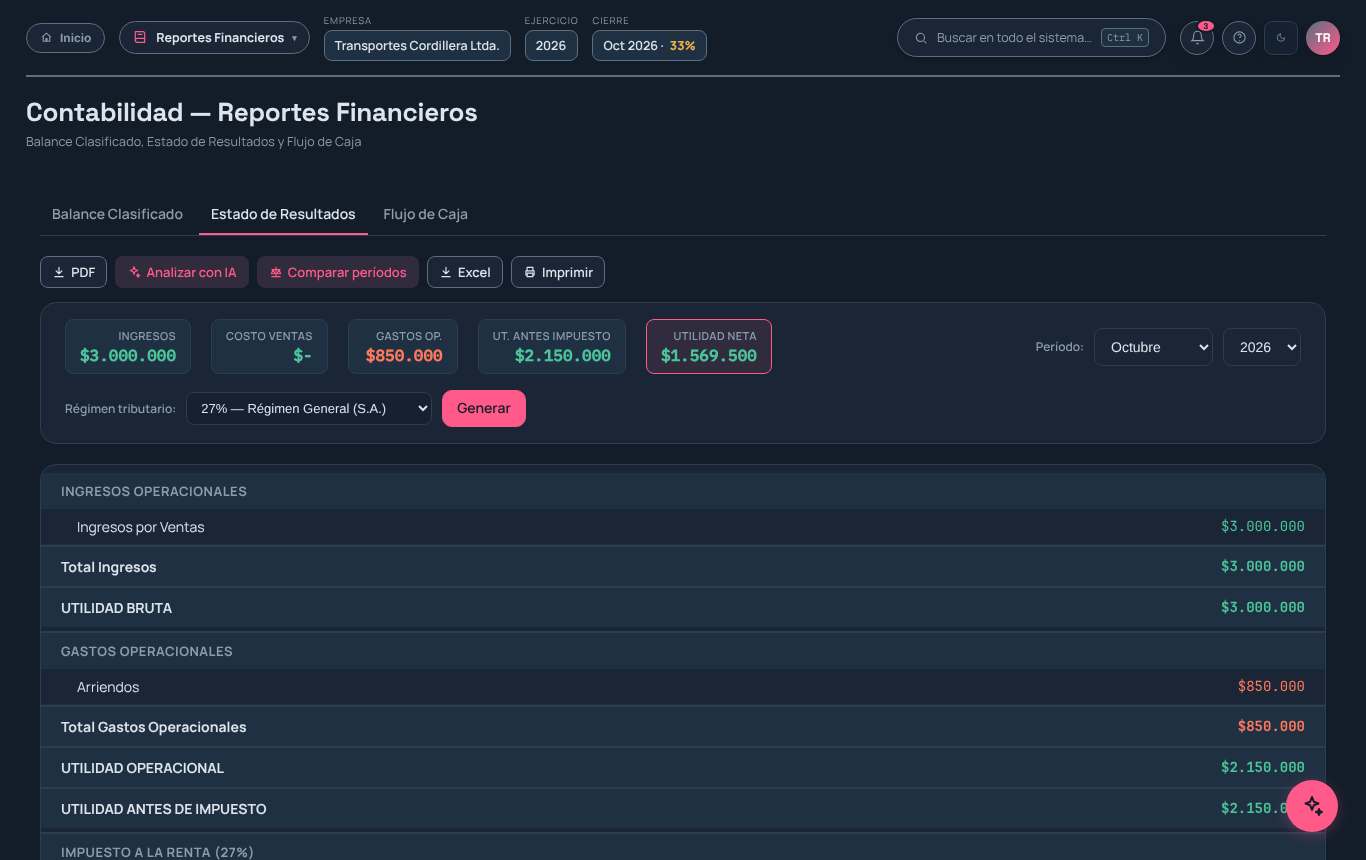 Inicio
Reportes Financieros ▾
EMPRESA
Transportes Cordillera Ltda.
EJERCICIO
2026
CIERRE
Oct 2026 · 33%
Buscar en todo el sistema... Ctrl K
3
TR
Contabilidad — Reportes Financieros
Balance Clasificado, Estado de Resultados y Flujo de Caja
Balance Clasificado Estado de Resultados Flujo de Caja
PDF Analizar con IA Comparar períodos Excel Imprimir
INGRESOS
$3.000.000
COSTO VENTAS
$-
GASTOS OP.
$850.000
UT. ANTES IMPUESTO
$2.150.000
UTILIDAD NETA
$1.569.500
Período: Octubre 2026
Régimen tributario: 27% — Régimen General (S.A.) Generar
INGRESOS OPERACIONALES
Ingresos por Ventas $3.000.000
Total Ingresos $3.000.000
UTILIDAD BRUTA $3.000.000
GASTOS OPERACIONALES
Arriendos $850.000
Total Gastos Operacionales $850.000
UTILIDAD OPERACIONAL $2.150.000
UTILIDAD ANTES DE IMPUESTO $2.150.0
IMPUESTO A LA RENTA (27%)